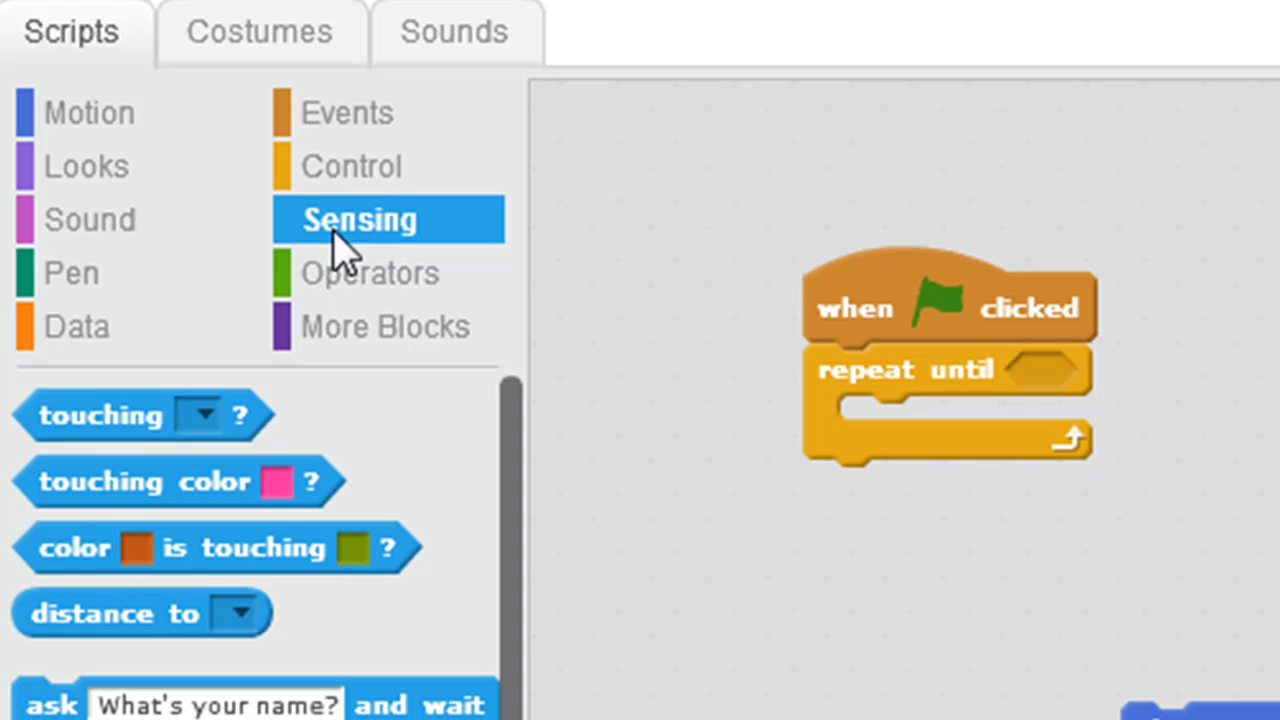 Scripts
Costumes
Sounds
Motion
Events
Looks
Control
Sound
Sensing
Pen
Operators
Data
More Blocks
touching ?
touching color ?
color is touching ?
distance to
ask What's your name? and wait
when clicked
repeat until